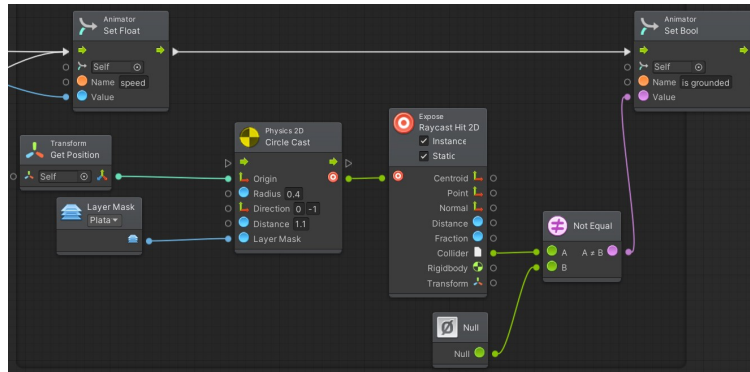 Animator
Set Float
Self
Name speed
Value
Transform
Get Position
Self
Layer Mask
Plata
Physics 2D
Circle Cast
Origin
Radius 0.4
Direction 0 -1
Distance 1.1
Layer Mask
Expose
Raycast Hit 2D
Instance
Static
Centroid
Point
Normal
Distance
Fraction
Collider
Rigidbody
Transform
Null
Null
Not Equal
A A ≠ B
B
Animator
Set Bool
Self
Name is grounded
Value